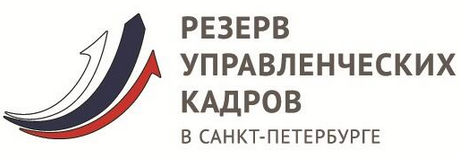 РЕЗЕРВ
УПРАВЛЕНЧЕСКИХ
КАДРОВ
В САНКТ-ПЕТЕРБУРГЕ